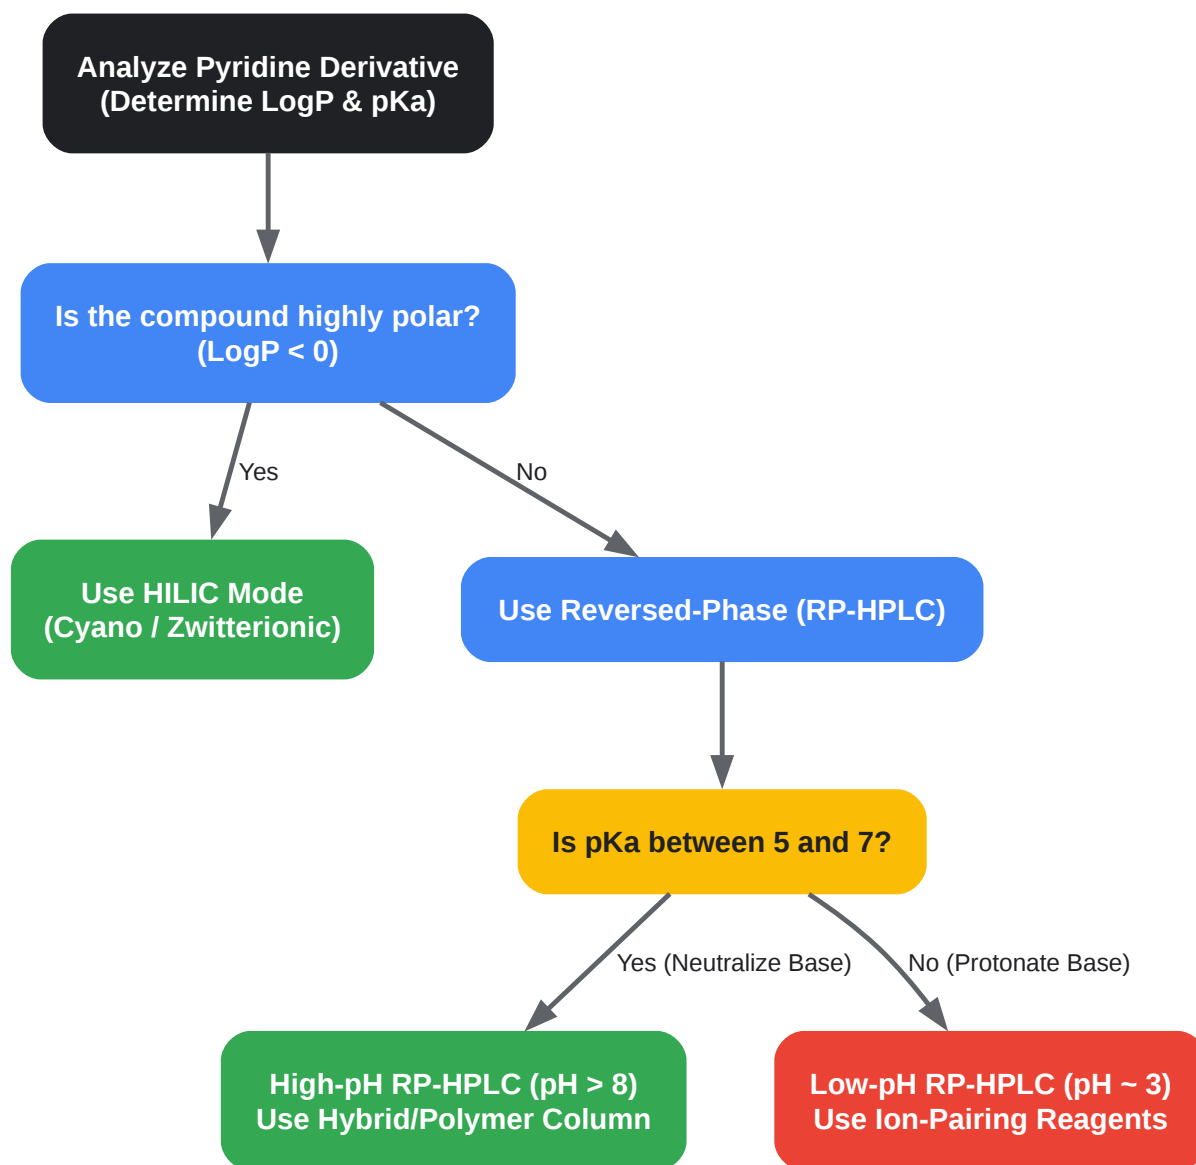 Analyze Pyridine Derivative
(Determine LogP & pKa)
Is the compound highly polar?
(LogP < 0)
Yes
No
Use HILIC Mode
(Cyano / Zwitterionic)
Use Reversed-Phase (RP-HPLC)
Is pKa between 5 and 7?
Yes (Neutralize Base)
No (Protonate Base)
High-pH RP-HPLC (pH > 8)
Use Hybrid/Polymer Column
Low-pH RP-HPLC (pH ~ 3)
Use Ion-Pairing Reagents